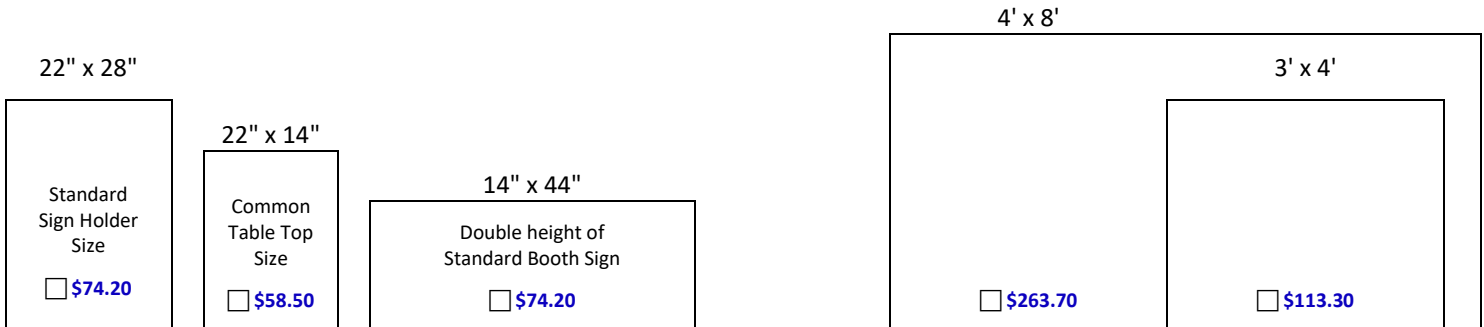 22" x 28"
Standard
Sign Holder
Size
☐ $74.20
22" x 14"
Common
Table Top
Size
☐ $58.50
14" x 44"
Double height of
Standard Booth Sign
☐ $74.20
4' x 8'
☐ $263.70
3' x 4'
☐ $113.30